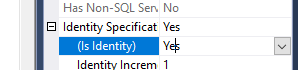 Has Non-SQL Serv No
Identity Specificat Yes
(Is Identity) Yes
Identity Increm 1